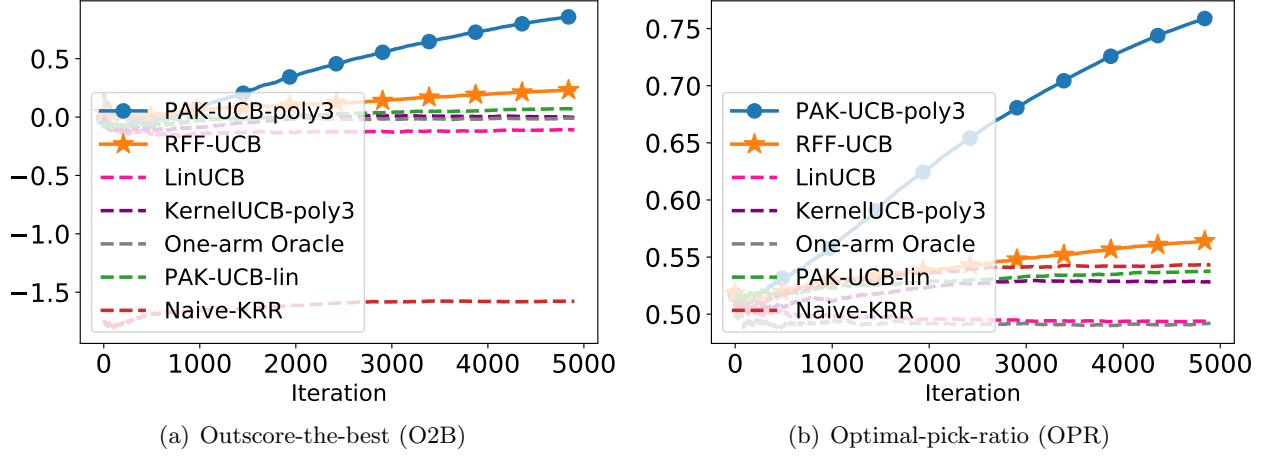 0.5
0.0
−0.5
−1.0
−1.5
PAK-UCB-poly3
RFF-UCB
LinUCB
KernelUCB-poly3
One-arm Oracle
PAK-UCB-lin
Naive-KRR
0 1000 2000 3000 4000 5000
Iteration
(a) Outscore-the-best (O2B)
0.75
0.70
0.65
0.60
0.55
0.50
PAK-UCB-poly3
RFF-UCB
LinUCB
KernelUCB-poly3
One-arm Oracle
PAK-UCB-lin
Naive-KRR
0 1000 2000 3000 4000 5000
Iteration
(b) Optimal-pick-ratio (OPR)